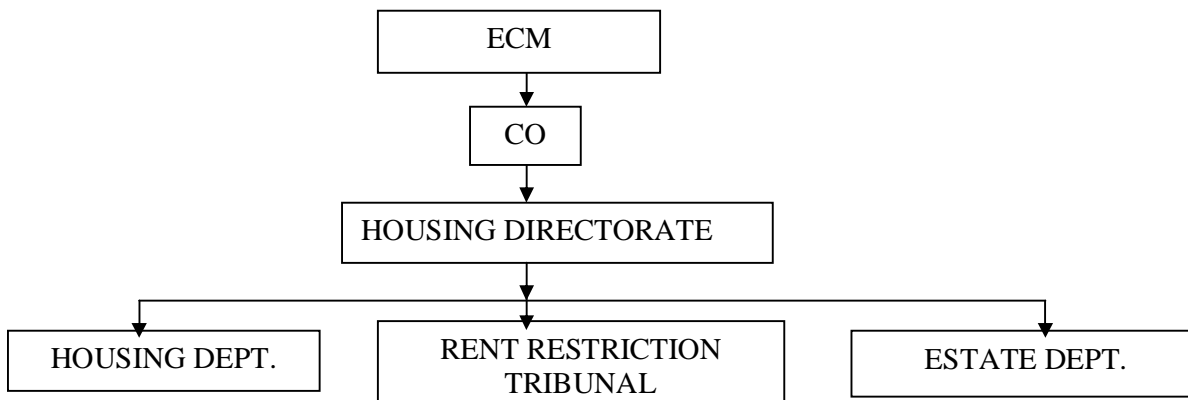 ECM
CO
HOUSING DIRECTORATE
HOUSING DEPT.
RENT RESTRICTION
TRIBUNAL
ESTATE DEPT.